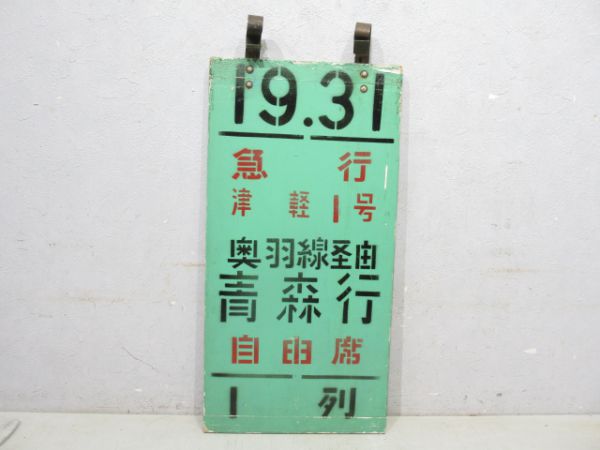 19.31
急行
津軽1号
奥羽線経由
青森行
自由席
1列